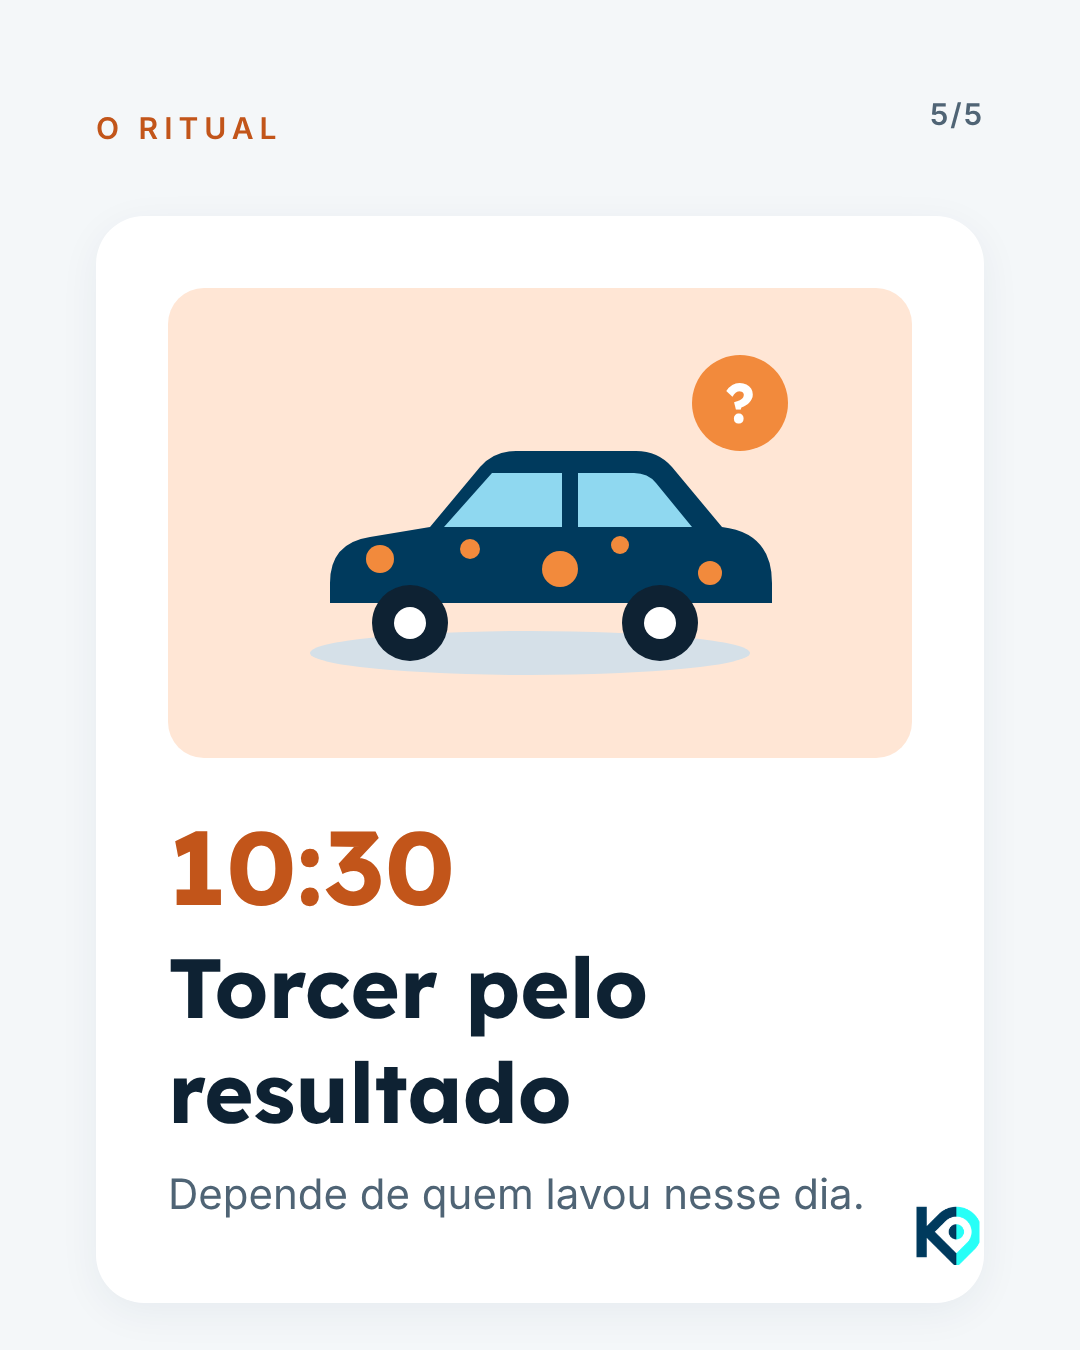 O RITUAL
5/5
?
10:30
Torcer pelo
resultado
Depende de quem lavou nesse dia.